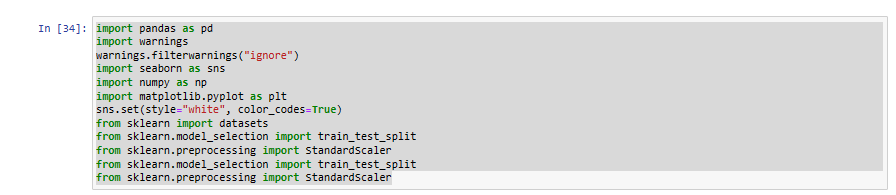 In [34]: import pandas as pd
import warnings
warnings.filterwarnings("ignore")
import seaborn as sns
import numpy as np
import matplotlib.pyplot as plt
sns.set(style="white", color_codes=True)
from sklearn import datasets
from sklearn.model_selection import train_test_split
from sklearn.preprocessing import StandardScaler
from sklearn.model_selection import train_test_split
from sklearn.preprocessing import StandardScaler